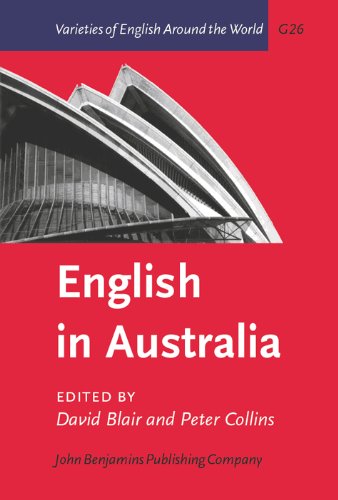 Varieties of English Around the World G26
English
in Australia
EDITED BY
David Blair and Peter Collins
John Benjamins Publishing Company